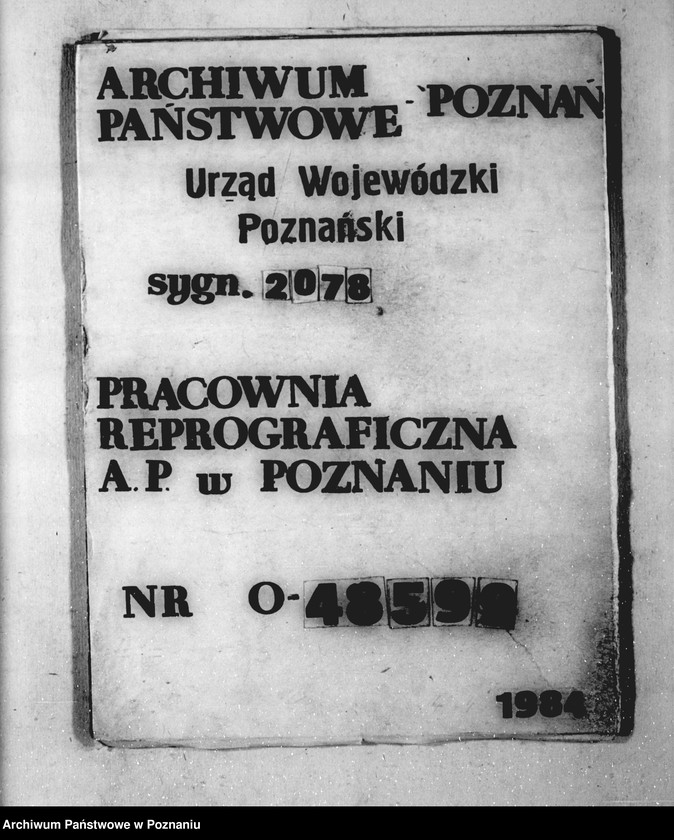 ARCHIWUM
PAŃSTWOWE - POZNAŃ
Urząd Wojewódzki
Poznański
sygn. 2078
PRACOWNIA
REPROGRAFICZNA
A.P. w POZNANIU
NR O-48599
1984
Archiwum Państwowe w Poznaniu